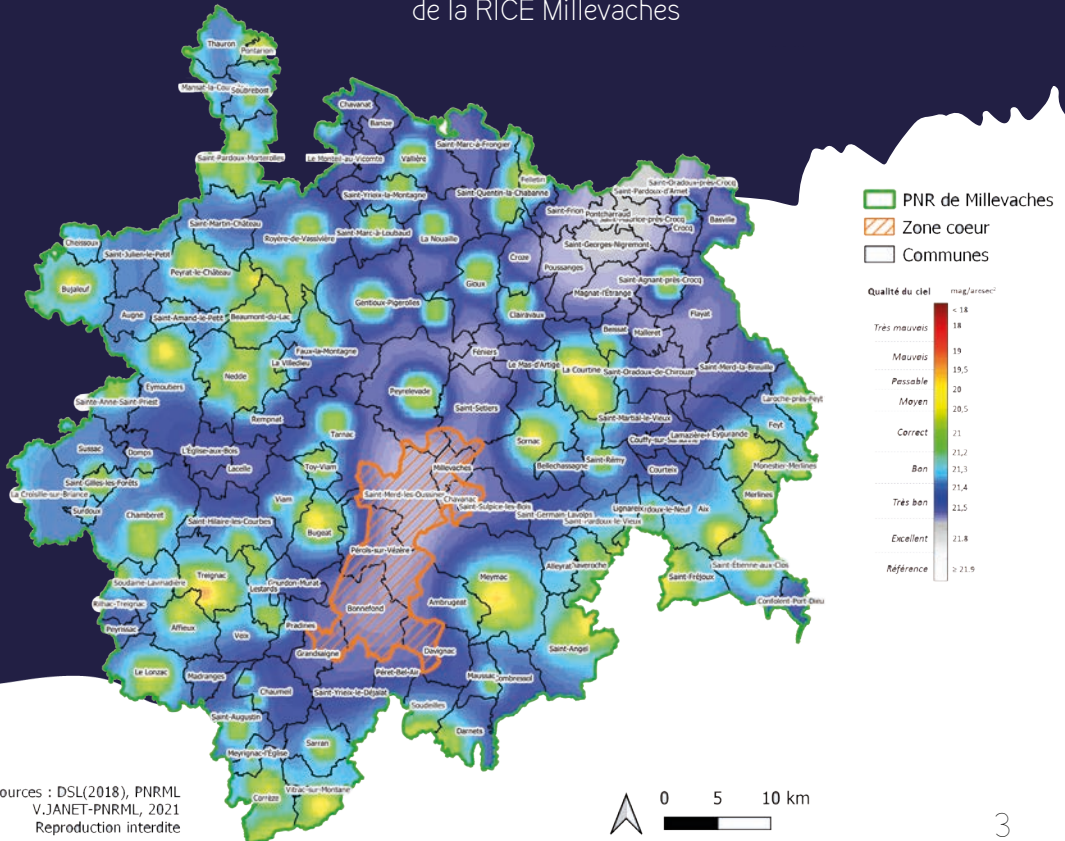 de la RICE Millevaches
Thauron
Pontarion
Soubrebost
Saint-Pardoux-Morterolles
Chavanat
Banize
Saint-Marc-à-Frongier
Le Monteil-au-Vicomte
Vallière
Felletin
Saint-Yrieix-la-Montagne
Saint-Quentin-la-Chabanne
Saint-Oradoux-près-Crocq
Saint-Pardoux-d'Arnet
Saint-Frion
Pontcharraud
Crocq
Basville
Saint-Martin-Château
Royère-de-Vassivière
Saint-Marc-à-Loubaud
La Nouaille
Saint-Georges-Nigremont
Cheissoux
Saint-Julien-le-Petit
Croze
Poussanges
Peyrat-le-Château
Gioux
Saint-Agnant-près-Crocq
Bujaleuf
Magnat-l'Étrange
Gentioux-Pigerolles
Clairavaux
Flayat
Augne
Saint-Amand-le-Petit
Beaumont-du-Lac
Beissat
Malleret
Faux-la-Montagne
Féniers
La Villedieu
Le Mas-d'Artige
La Courtine
Saint-Oradoux-de-Chirouze
Saint-Merd-la-Breuille
Nedde
Eymoutiers
Peyrelevade
Laroche-près-Feyt
Sainte-Anne-Saint-Priest
Saint-Setiers
Rempnat
Saint-Martial-le-Vieux
Feyt
Tarnac
Eygurande
Sornac
Sussac
Domps
L'Église-aux-Bois
Saint-Rémy
Lacelle
Toy-Viam
Millevaches
Bellechassagne
Courteix
Monestier-Merlines
Saint-Gilles-les-Forêts
La Croisille-sur-Briance
Saint-Merd-les-Oussines
Merlines
Viam
Chavanac
Saint-Sulpice-les-Bois
Surdoux
Chamberet
Saint-Germain-Lavolps
Lignareix
Aix
Saint-Hilaire-les-Courbes
Saint-Pardoux-le-Vieux
Bugeat
Pérols-sur-Vézère
Alleyrat
Saint-Étienne-aux-Clos
Treignac
Soudaine-Lavinadière
Meymac
Saint-Fréjoux
Lestards
Gourdon-Murat
Rilhac-Treignac
Bonnefond
Ambrugeat
Confolent-Port-Dieu
Peyrissac
Affieux
Veix
Pradines
Grandsaigne
Davignac
Saint-Angel
Le Lonzac
Madranges
Péret-Bel-Air
Maussac
Combressol
Chaumeil
Saint-Yrieix-le-Déjalat
Soudeilles
Saint-Augustin
Darnets
Sarran
Meyrignac-l'Église
Corrèze
Vitrac-sur-Montane
PNR de Millevaches
Zone coeur
Communes
Qualité du ciel mag/arcsec²
< 18
Très mauvais 18
19
Mauvais
19,5
Passable
20
Moyen
20,5
Correct 21
21,2
Bon 21,3
21,4
Très bon 21,5
Excellent 21.8
Référence ≥ 21.9
ources : DSL(2018), PNRML
V.JANET-PNRML, 2021
Reproduction interdite
0 5 10 km
3